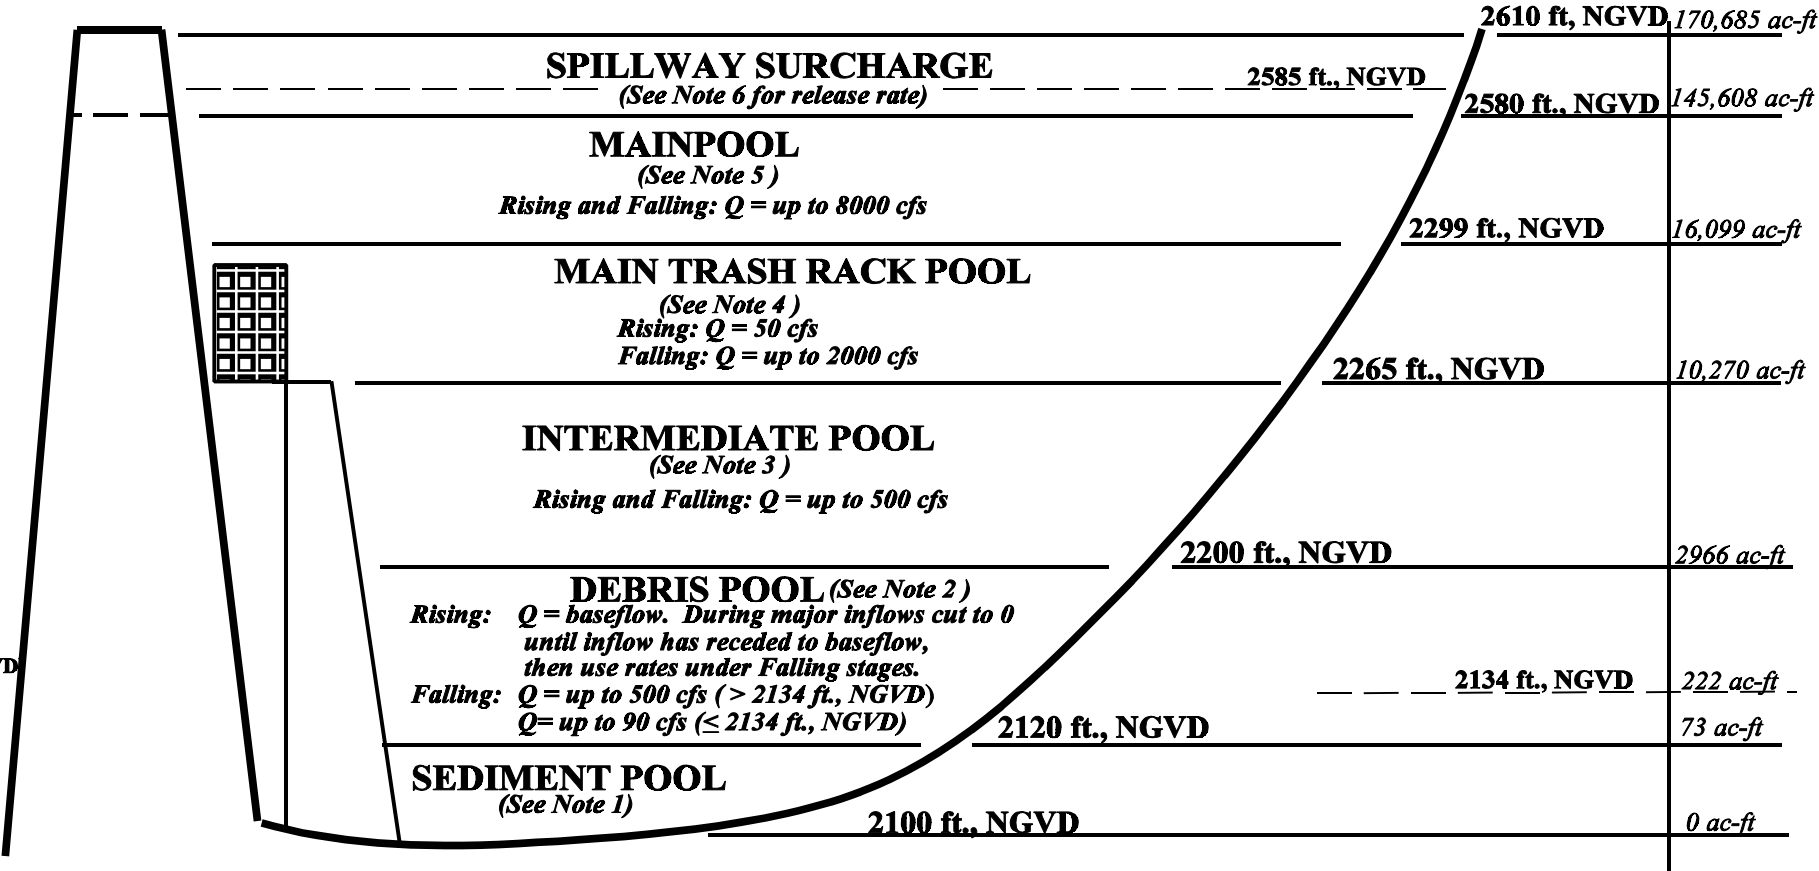 2610 ft, NGVD 170,685 ac-ft
SPILLWAY SURCHARGE
2585 ft., NGVD
(See Note 6 for release rate)
2580 ft., NGVD 145,608 ac-ft
MAINPOOL
(See Note 5 )
Rising and Falling: Q = up to 8000 cfs
2299 ft., NGVD 16,099 ac-ft
MAIN TRASH RACK POOL
(See Note 4 )
Rising: Q = 50 cfs
Falling: Q = up to 2000 cfs
2265 ft., NGVD 10,270 ac-ft
INTERMEDIATE POOL
(See Note 3 )
Rising and Falling: Q = up to 500 cfs
2200 ft., NGVD 2966 ac-ft
DEBRIS POOL (See Note 2 )
Rising: Q = baseflow. During major inflows cut to 0
until inflow has receded to baseflow,
then use rates under Falling stages.
Falling: Q = up to 500 cfs ( > 2134 ft., NGVD)
2134 ft., NGVD 222 ac-ft
Q= up to 90 cfs (≤ 2134 ft., NGVD)
2120 ft., NGVD 73 ac-ft
SEDIMENT POOL
(See Note 1)
2100 ft., NGVD 0 ac-ft